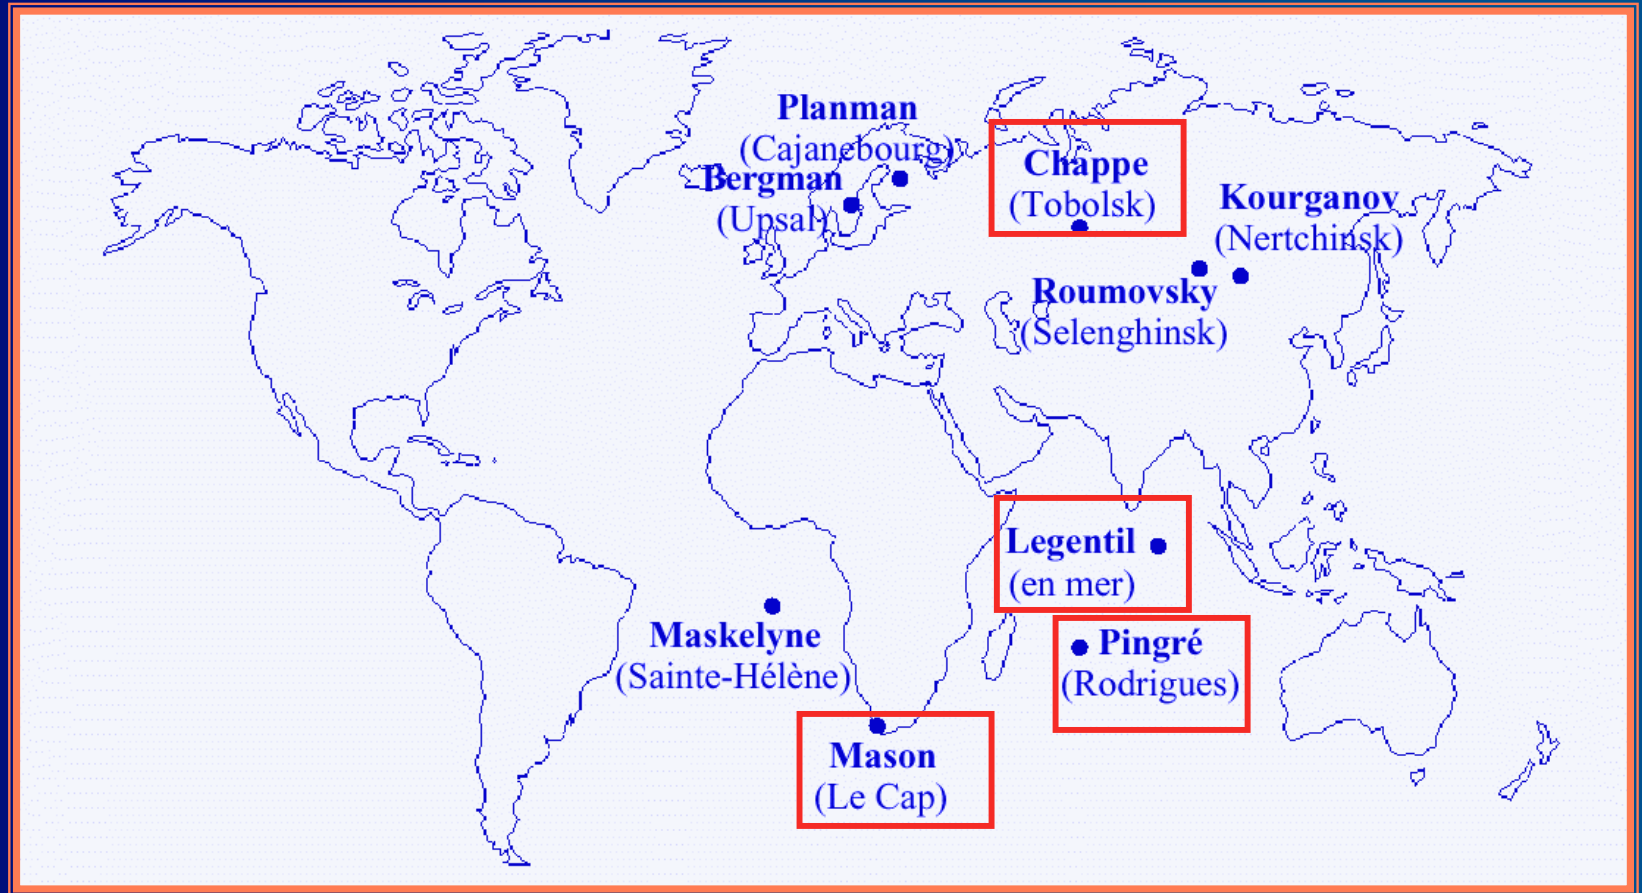 Planman
(Cajanebourg)
Bergman
(Upsal)
Chappe
(Tobolsk)
Kourganov
(Nertchinsk)
Roumovsky
(Selenghinsk)
Legentil
(en mer)
Maskelyne
(Sainte-Hélène)
Pingré
(Rodrigues)
Mason
(Le Cap)